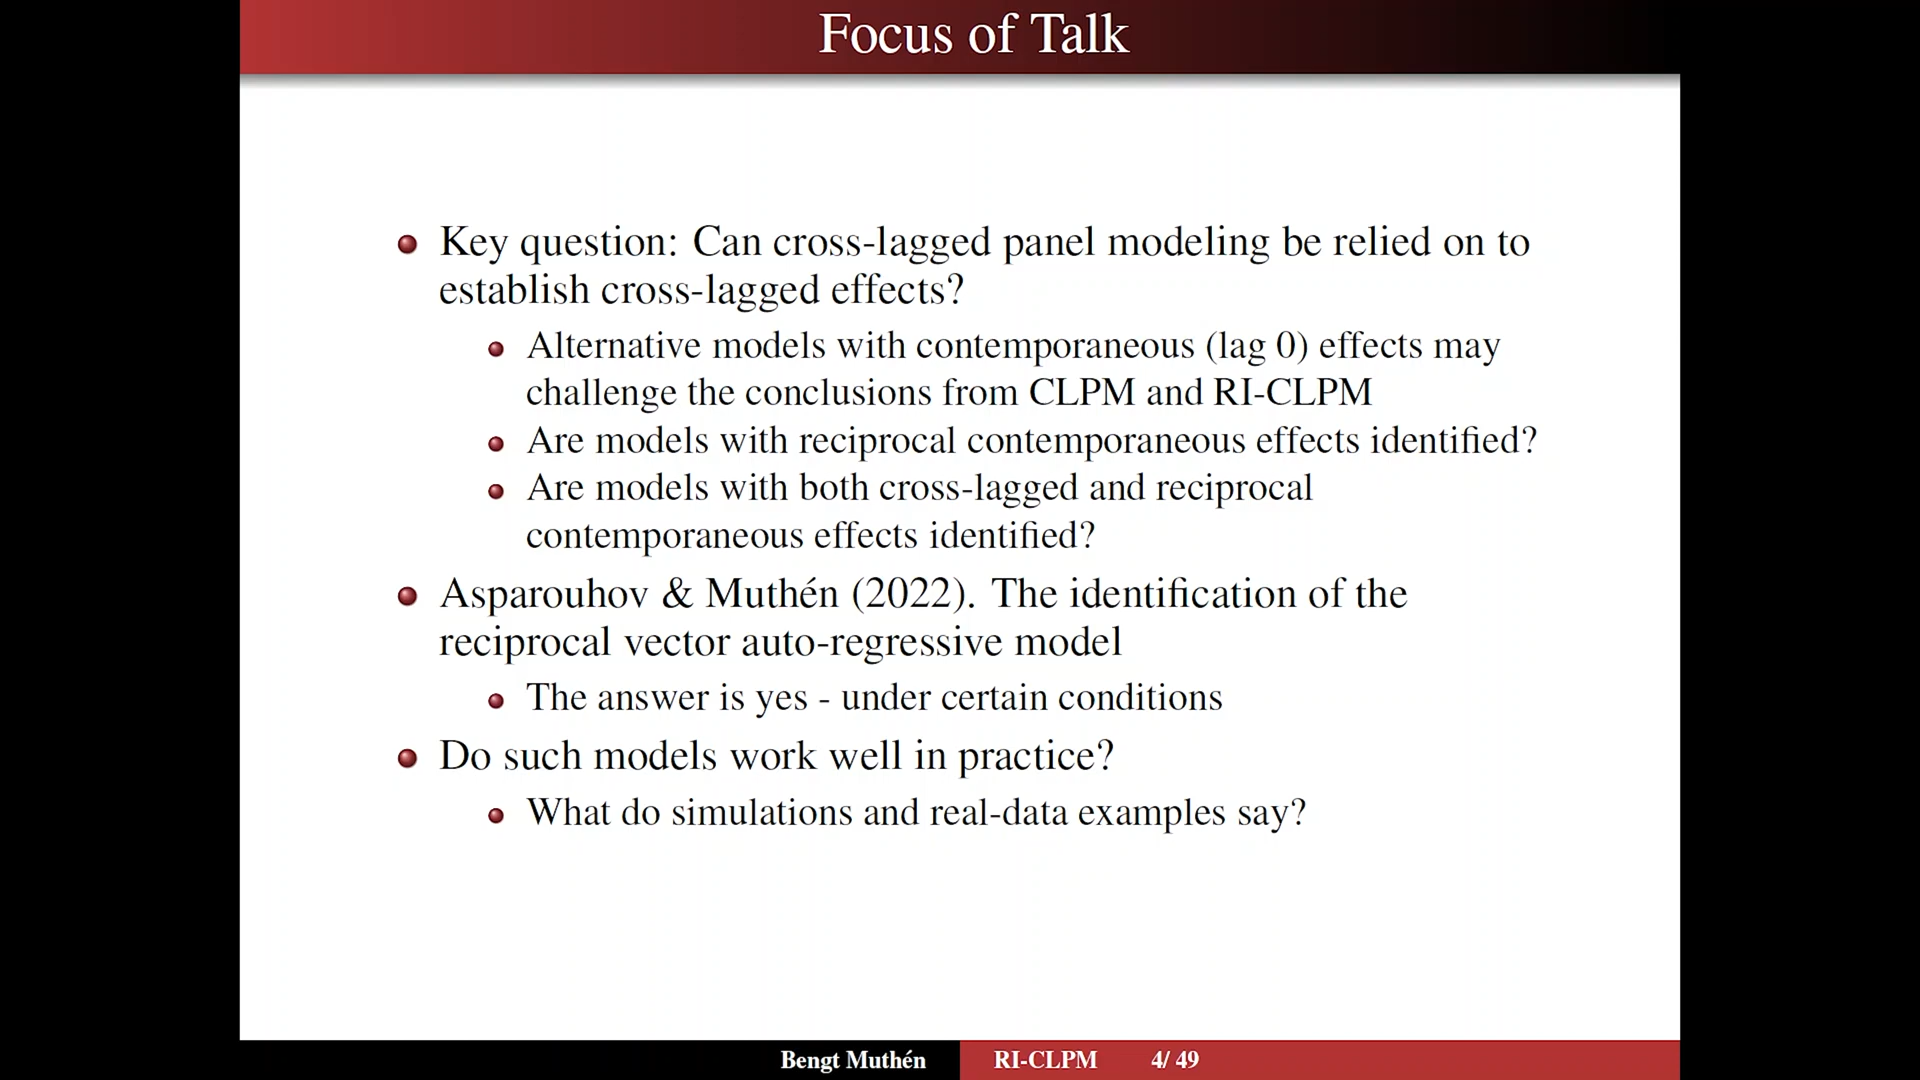 Focus of Talk
Key question: Can cross-lagged panel modeling be relied on to
establish cross-lagged effects?
Alternative models with contemporaneous (lag 0) effects may
challenge the conclusions from CLPM and RI-CLPM
Are models with reciprocal contemporaneous effects identified?
Are models with both cross-lagged and reciprocal
contemporaneous effects identified?
Asparouhov & Muthén (2022). The identification of the
reciprocal vector auto-regressive model
The answer is yes - under certain conditions
Do such models work well in practice?
What do simulations and real-data examples say?
Bengt Muthén RI-CLPM 4/ 49